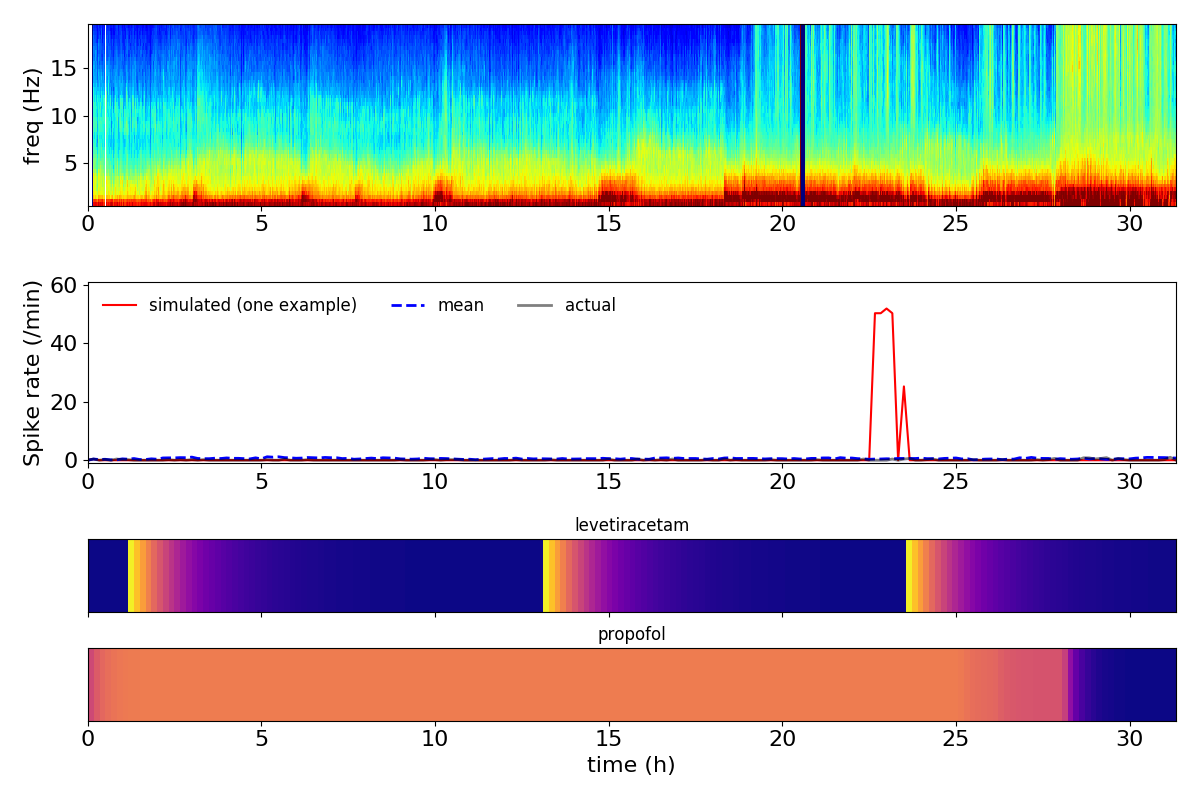 freq (Hz)
15
10
5
0 5 10 15 20 25 30
Spike rate (/min)
60
40
20
0
simulated (one example) mean actual
0 5 10 15 20 25 30
levetiracetam
propofol
0 5 10 15 20 25 30
time (h)